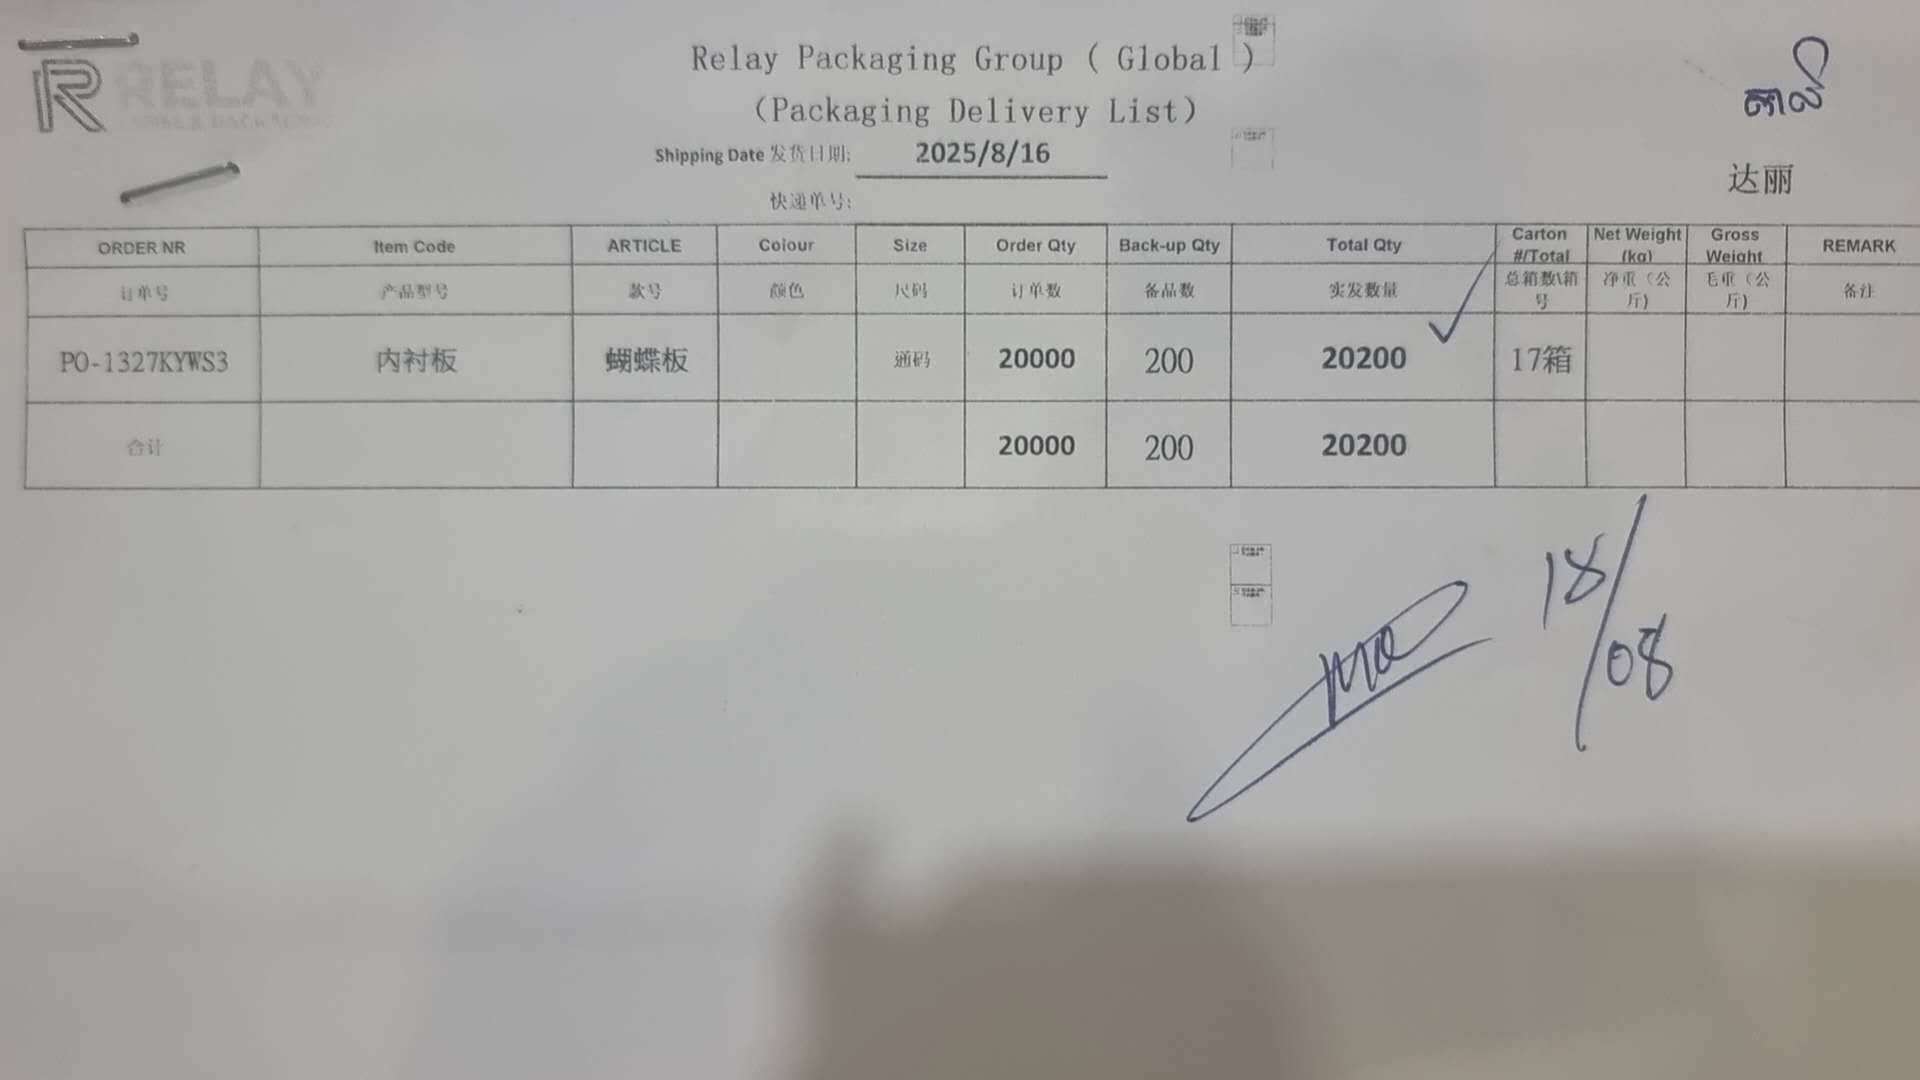 RELAY
Relay Packaging Group ( Global )
(Packaging Delivery List)
Shipping Date 发货日期: 2025/8/16
快递单号:
តាលី
达丽
ORDER NR Item Code ARTICLE Colour Size Order Qty Back-up Qty Total Qty Carton #/Total Net Weight (kg) Gross Weight REMARK
订单号 产品型号 款号 颜色 尺码 订单数 备品数 实发数量 总箱数\箱号 净重(公斤) 毛重(公斤) 备注
PO-1327KYWS3 内衬板 蝴蝶板 通码 20000 200 20200 17箱
合计 20000 200 20200
18/08